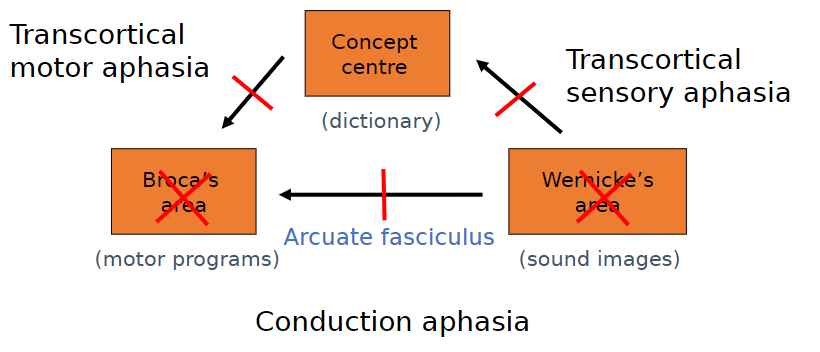 Transcortical
motor aphasia
Concept
centre
(dictionary)
Transcortical
sensory aphasia
Broca's
area
(motor programs)
Arcuate fasciculus
Wernicke’s
area
(sound images)
Conduction aphasia